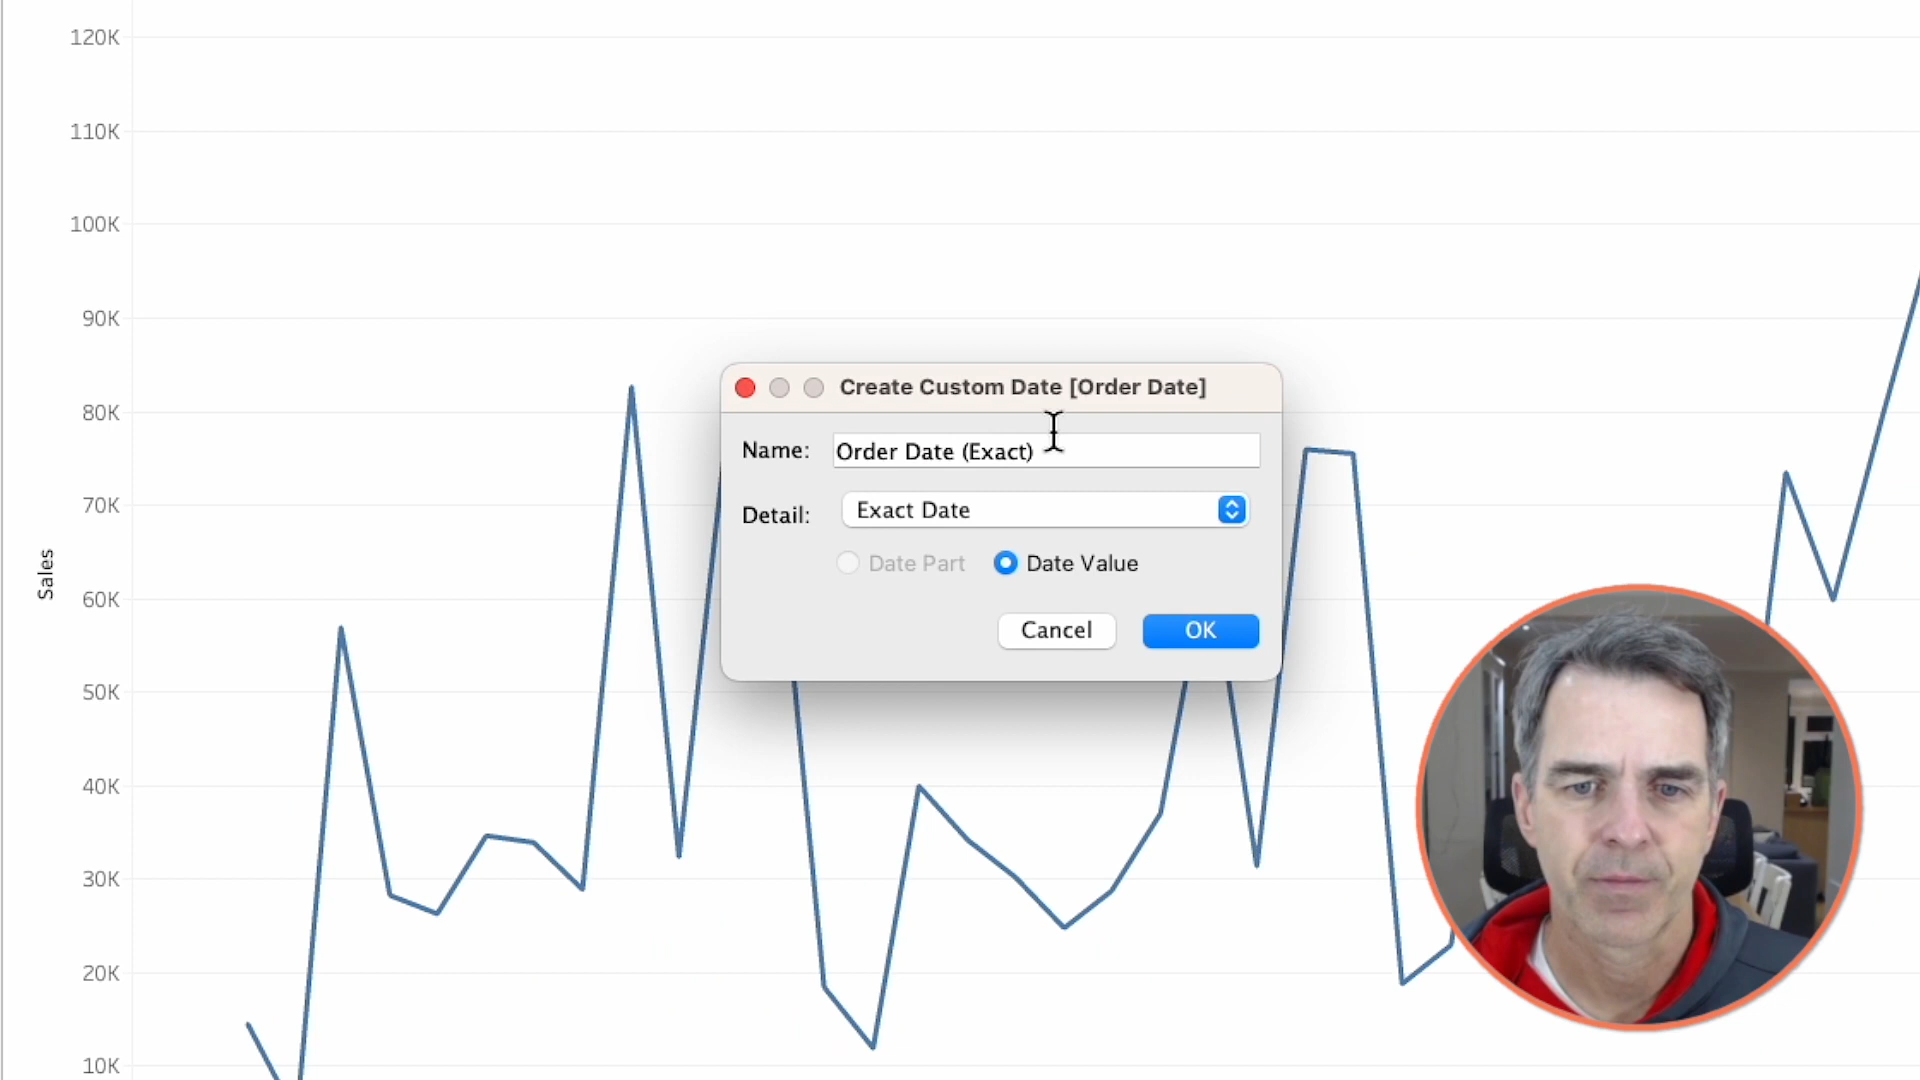 120K
110K
100K
90K
80K
70K
60K
50K
40K
30K
20K
10K
Sales
Create Custom Date [Order Date]
Name: Order Date (Exact)
Detail: Exact Date
Date Part Date Value
Cancel OK